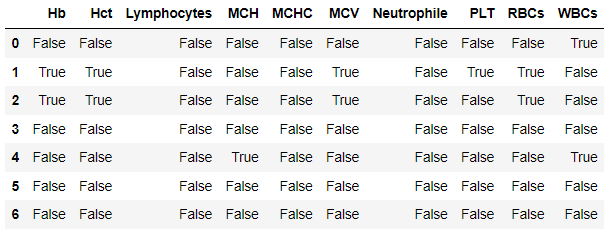 Hb Hct Lymphocytes MCH MCHC MCV Neutrophile PLT RBCs WBCs
0 False False False False False False False False False True
1 True True False False False True False True True False
2 True True False False False True False False True False
3 False False False False False False False False False False
4 False False False True False False False False False True
5 False False False False False False False False False False
6 False False False False False False False False False False